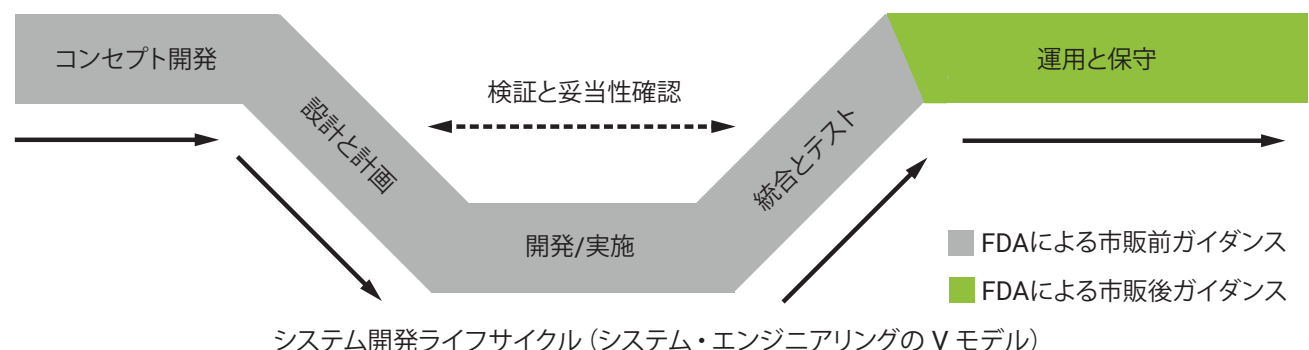 コンセプト開発
運用と保守
検証と妥当性確認
設計と計画
統合とテスト
開発/実施
FDAによる市販前ガイダンス
FDAによる市販後ガイダンス
システム開発ライフサイクル（システム・エンジニアリングの V モデル）